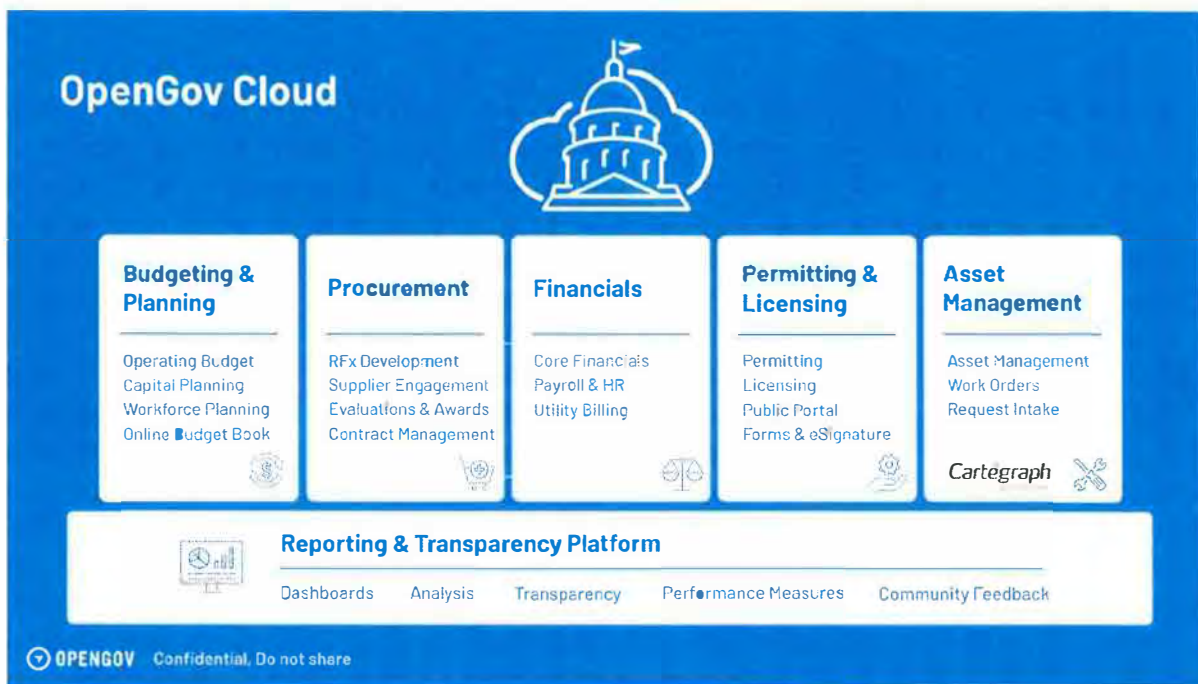 OpenGov Cloud
Budgeting &
Planning
Operating Budget
Capital Planning
Workforce Planning
Online Budget Book
Procurement
RFx Development
Supplier Engagement
Evaluations & Awards
Contract Management
Financials
Core Financials
Payroll & HR
Utility Billing
Permitting &
Licensing
Permitting
Licensing
Public Portal
Forms & eSignature
Asset
Management
Asset Management
Work Orders
Request Intake
Cartegraph
Reporting & Transparency Platform
Dashboards Analysis Transparency Performance Measures Community Feedback
OPENGOV Confidential, Do not share